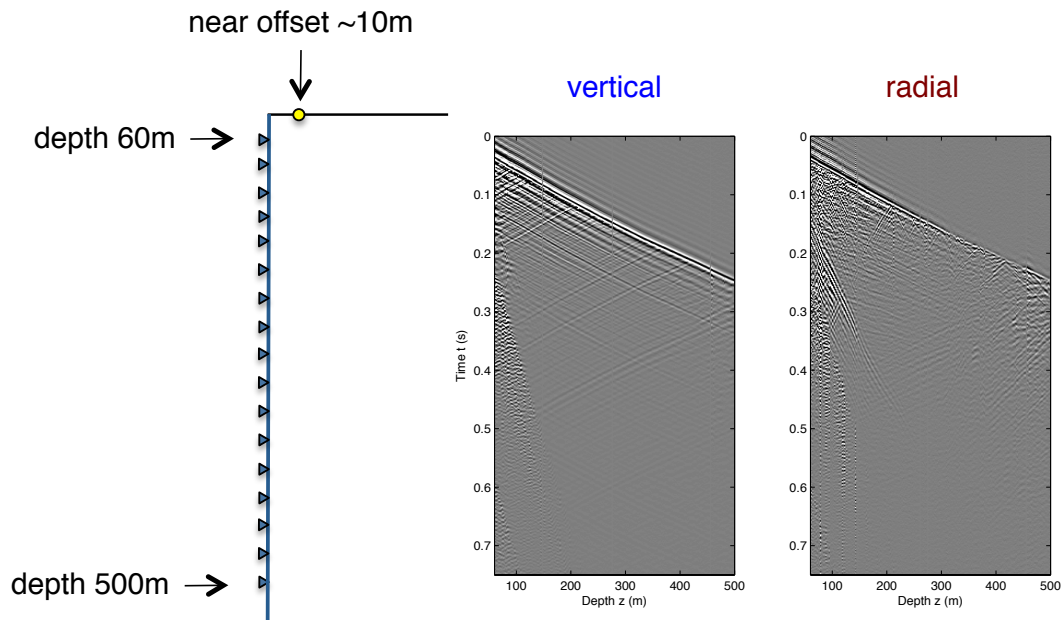 near offset ~10m
depth 60m
depth 500m
vertical
0
0.1
0.2
0.3
0.4
0.5
0.6
0.7
Time t (s)
100 200 300 400 500
Depth z (m)
radial
0
0.1
0.2
0.3
0.4
0.5
0.6
0.7
100 200 300 400 500
Depth z (m)